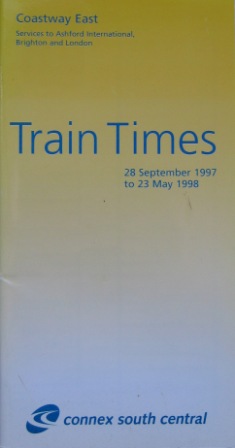 Coastway East
Services to Ashford International,
Brighton and London
Train Times
28 September 1997
to 23 May 1998
connex south central